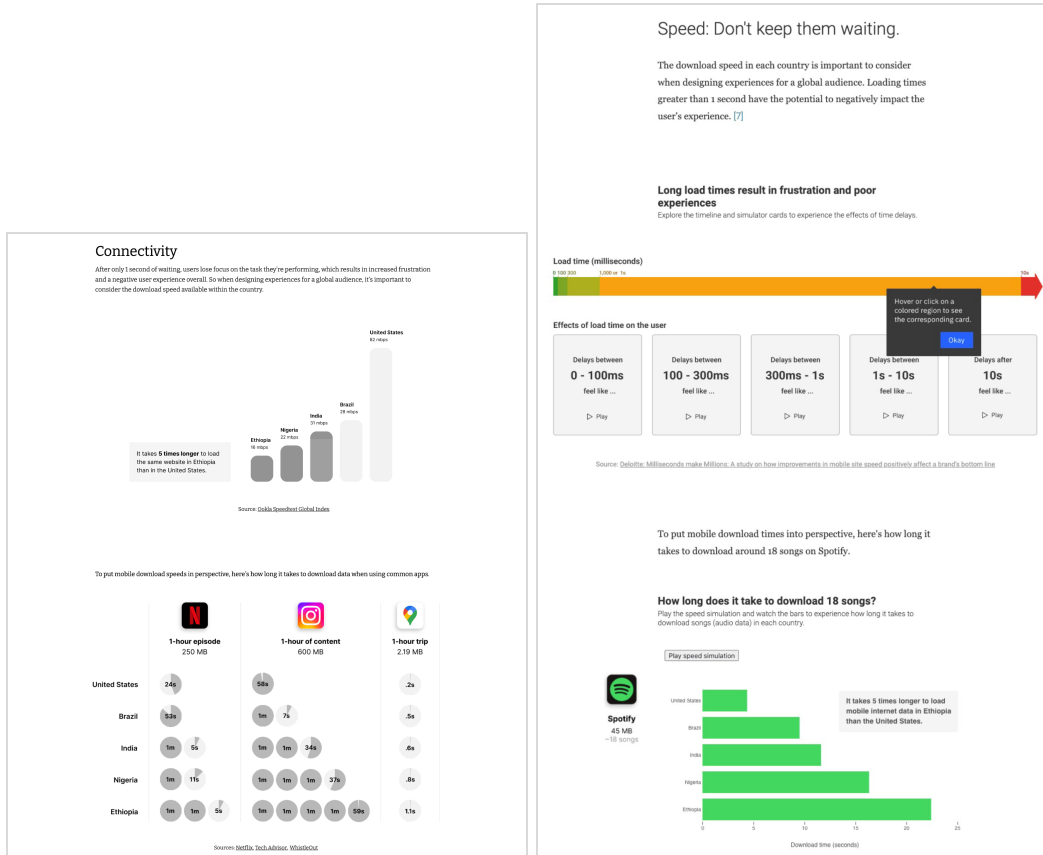 Connectivity
After only 1 second of waiting, users lose focus on the task they're performing, which results in increased frustration
and a negative user experience overall. So when designing experiences for a global audience, it's important to
consider the download speed available within the country.
United States
82 mbps
Brazil
28 mbps
India
31 mbps
Nigeria
22 mbps
Ethiopia
16 mbps
It takes 5 times longer to load
the same website in Ethiopia
than in the United States.
Source: Ookla Speedtest Global Index
To put mobile download speeds in perspective, here's how long it takes to download data when using common apps.
N
1-hour episode
250 MB
1-hour of content
600 MB
1-hour trip
2.19 MB
United States 24s 58s .2s
Brazil 53s 1m 7s .5s
India 1m 5s 1m 1m 34s .6s
Nigeria 1m 11s 1m 1m 1m 37s .8s
Ethiopia 1m 1m 5s 1m 1m 1m 1m 59s 1.1s
Sources: Netflix, Tech Advisor, WhistleOut
Speed: Don't keep them waiting.
The download speed in each country is important to consider
when designing experiences for a global audience. Loading times
greater than 1 second have the potential to negatively impact the
user's experience. [7]
Long load times result in frustration and poor
experiences
Explore the timeline and simulator cards to experience the effects of time delays.
Load time (milliseconds)
0 100 300 1,000 or 1s 10s
Hover or click on a
colored region to see
the corresponding card.
Okay
Effects of load time on the user
Delays between
0 - 100ms
feel like ...
Play
Delays between
100 - 300ms
feel like ...
Play
Delays between
300ms - 1s
feel like ...
Play
Delays between
1s - 10s
feel like ...
Play
Delays after
10s
feel like ...
Play
Source: Deloitte: Milliseconds make Millions: A study on how improvements in mobile site speed positively affect a brand's bottom line
To put mobile download times into perspective, here's how long it
takes to download around 18 songs on Spotify.
How long does it take to download 18 songs?
Play the speed simulation and watch the bars to experience how long it takes to
download songs (audio data) in each country.
Play speed simulation
Spotify
45 MB
~18 songs
United States
Brazil
India
Nigeria
Ethiopia
It takes 5 times longer to load
mobile internet data in Ethiopia
than the United States.
0 5 10 15 20 25
Download time (seconds)